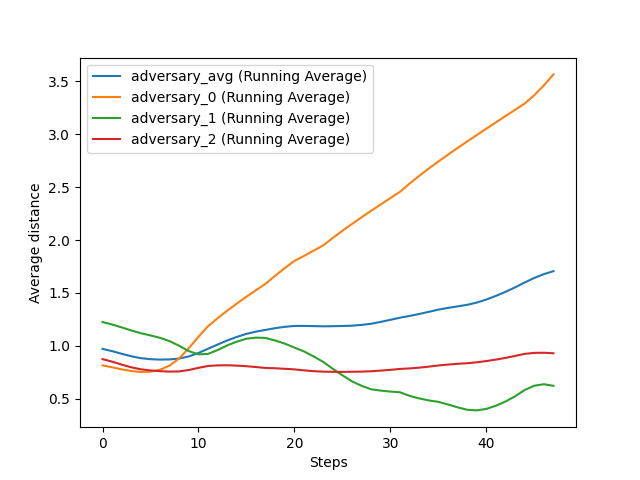 adversary_avg (Running Average)
adversary_0 (Running Average)
adversary_1 (Running Average)
adversary_2 (Running Average)
3.5
3.0
2.5
2.0
1.5
1.0
0.5
Average distance
0 10 20 30 40
Steps